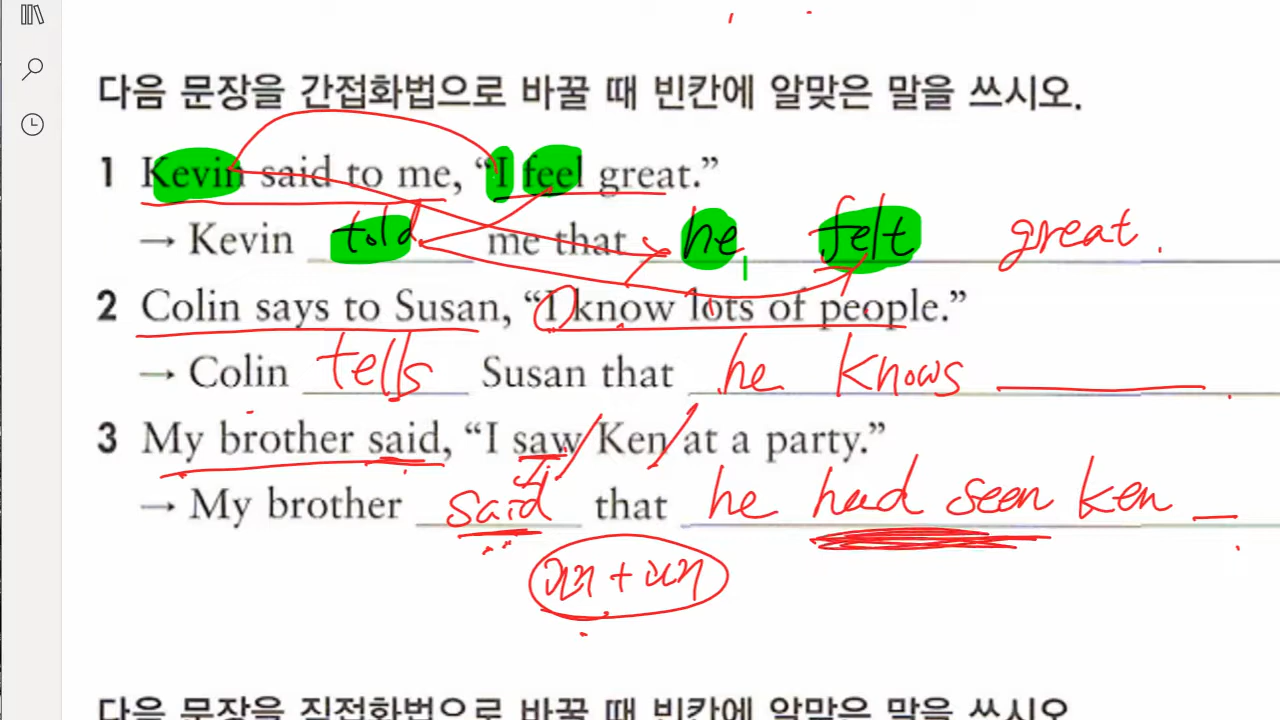 다음 문장을 간접화법으로 바꿀 때 빈칸에 알맞은 말을 쓰시오.
1 Kevin said to me, “I feel great.”
→ Kevin told me that he felt great.
2 Colin says to Susan, “I know lots of people.”
→ Colin tells Susan that he knows
3 My brother said, “I saw Ken at a party.”
→ My brother said that he had seen ken
다음 문장을 직접화법으로 바꿀 때 빈칸에 알맞은 말을 쓰시오